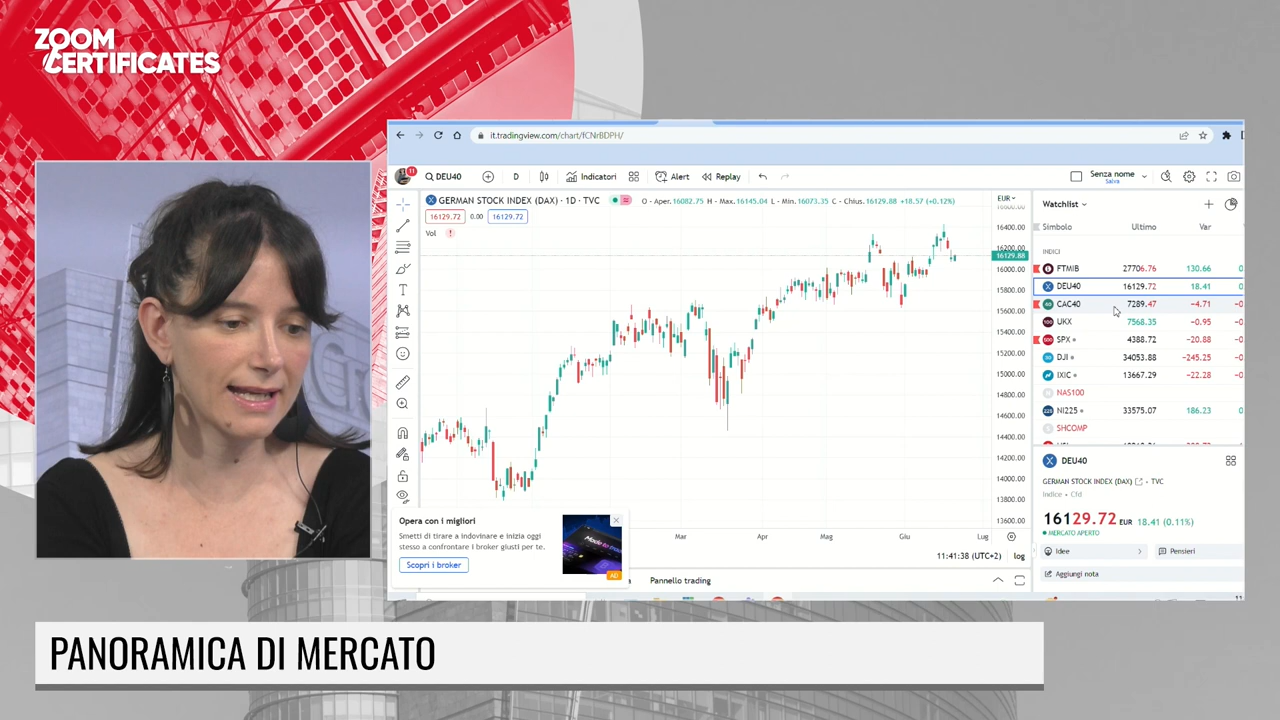 ZOOM
CERTIFICATES
it.tradingview.com/chart/fCNrBDPH/
11
DEU40
D
Indicatori
Alert
Replay
Senza nome
Salva
GERMAN STOCK INDEX (DAX) · 1D · TVC
O - Aper.16082.75 H - Max.16145.04 L - Min.16073.35 C - Chius.16129.88 +18.57 (+0.12%)
16129.72 0.00 16129.72
Vol
EUR
16400.00
16200.00
16129.88
16000.00
15800.00
15600.00
15400.00
15200.00
15000.00
14800.00
14600.00
14400.00
14200.00
14000.00
13800.00
13600.00
Mar Apr Mag Giu Lug
11:41:38 (UTC+2) log
Pannello trading
Opera con i migliori
Smetti di tirare a indovinare e inizia oggi
stesso a confrontare i broker giusti per te.
Scopri i broker
AD
Watchlist
Simbolo Ultimo Var
INDICI
FTMIB 27706.76 130.66
DEU40 16129.72 18.41
CAC40 7289.47 −4.71
UKX 7568.35 −0.95
SPX 4388.72 −20.88
DJI 34053.88 −245.25
IXIC 13667.29 −22.28
NAS100
NI225 33575.07 186.23
SHCOMP
DEU40
GERMAN STOCK INDEX (DAX) · TVC
Indice · Cfd
16129.72 EUR 18.41 (0.11%)
MERCATO APERTO
Idee
Pensieri
Aggiungi nota
PANORAMICA DI MERCATO